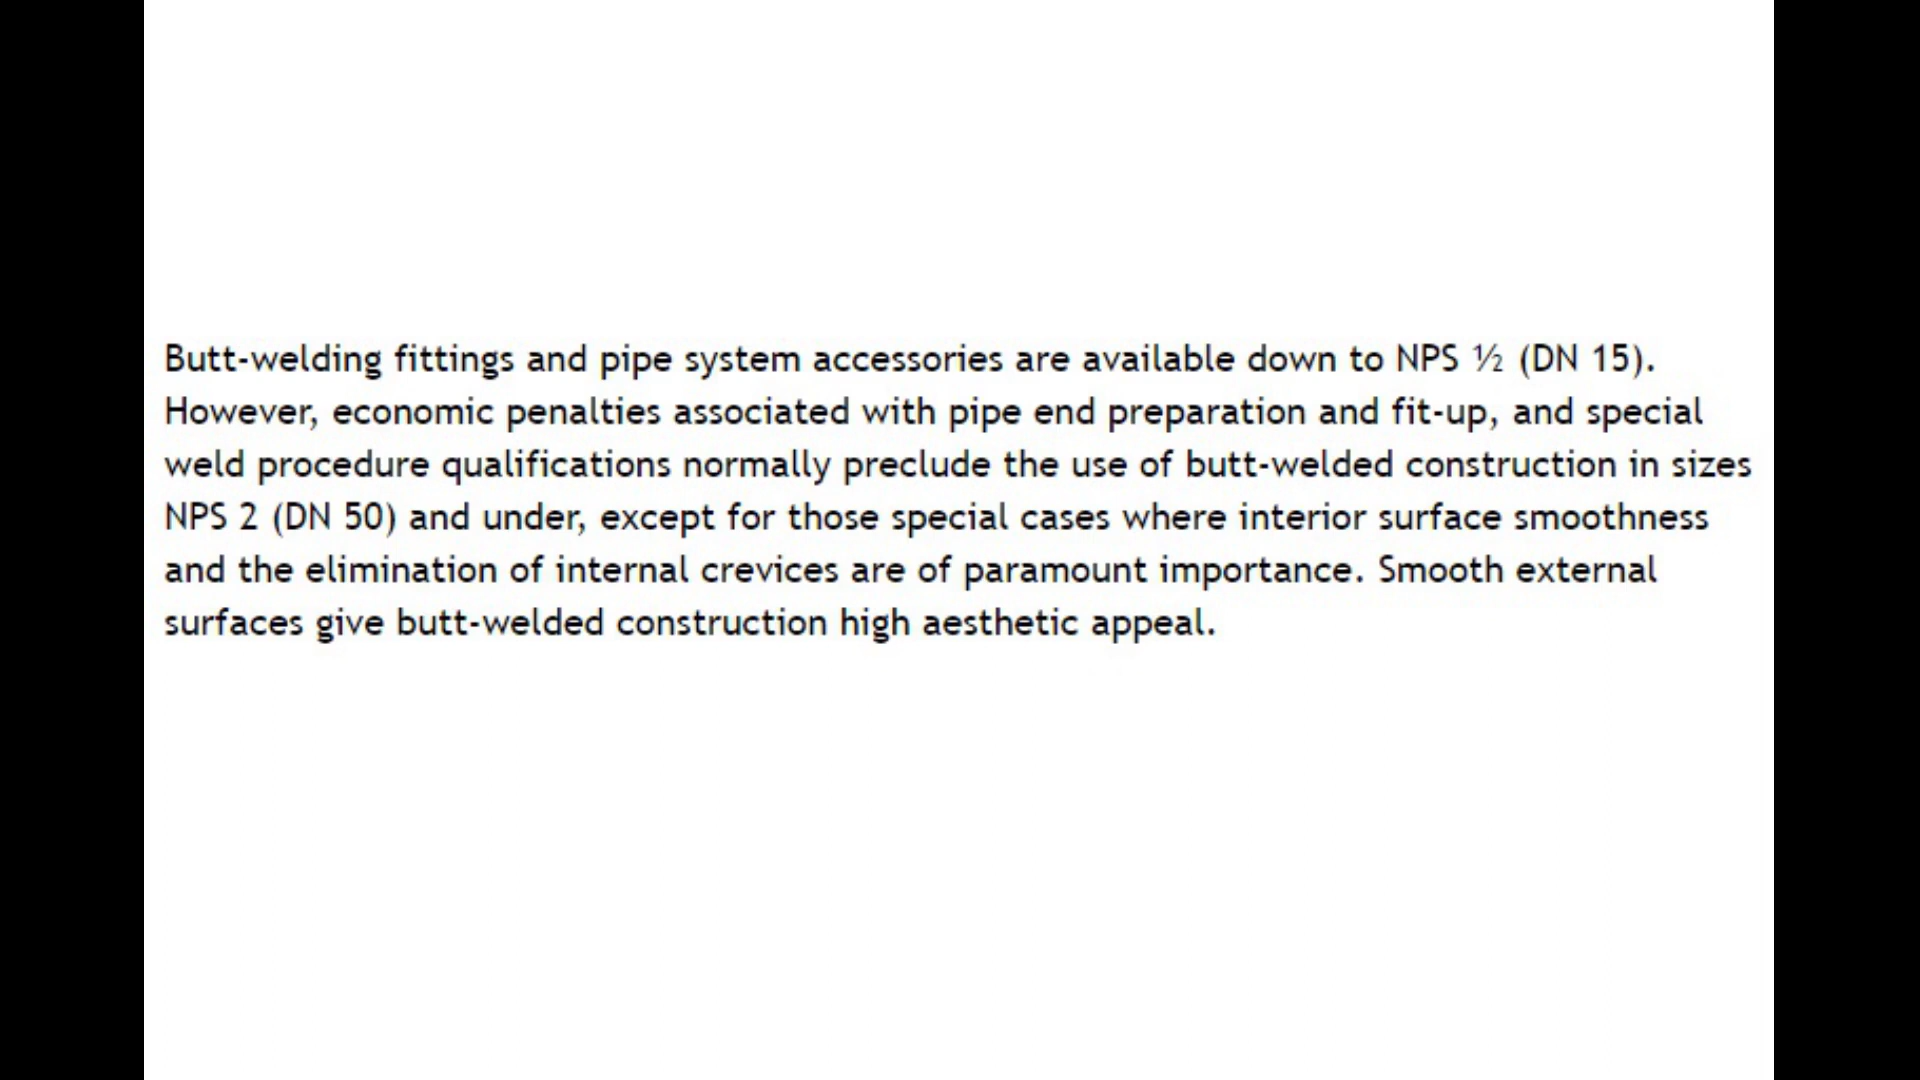 Butt-welding fittings and pipe system accessories are available down to NPS ½ (DN 15).
However, economic penalties associated with pipe end preparation and fit-up, and special
weld procedure qualifications normally preclude the use of butt-welded construction in sizes
NPS 2 (DN 50) and under, except for those special cases where interior surface smoothness
and the elimination of internal crevices are of paramount importance. Smooth external
surfaces give butt-welded construction high aesthetic appeal.